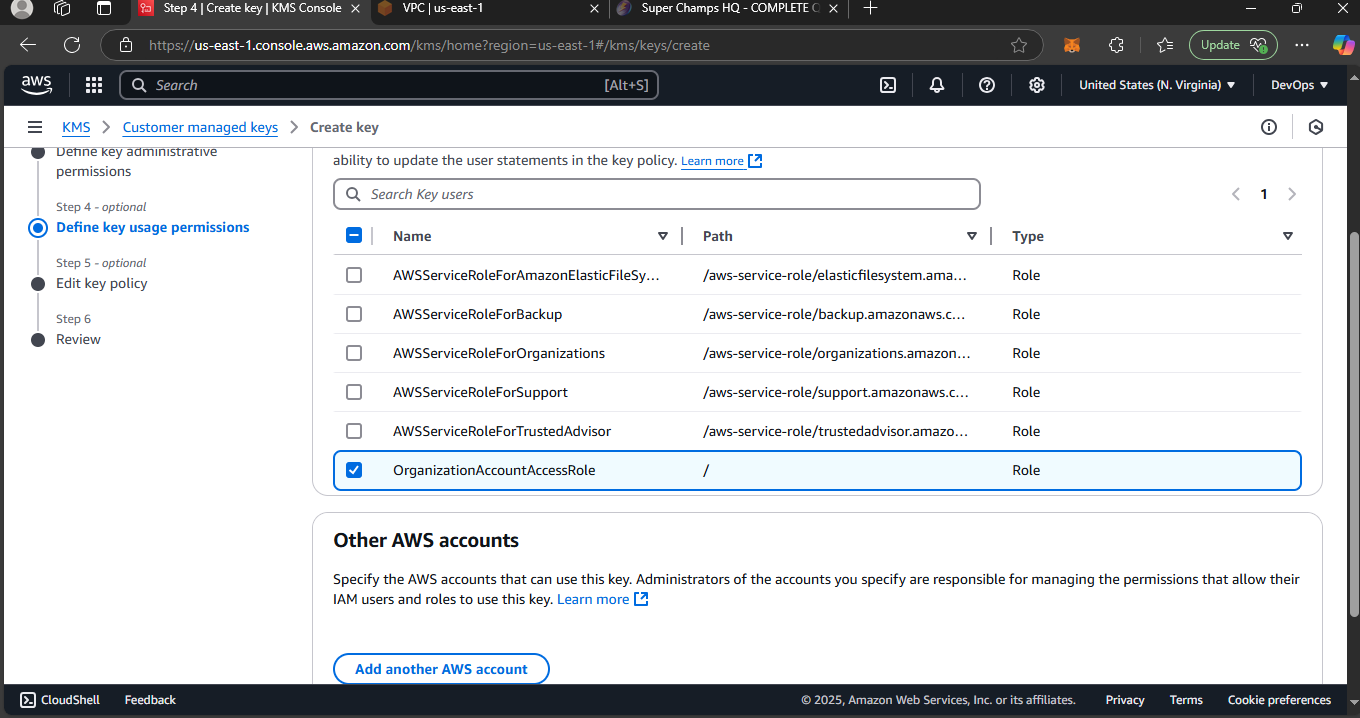 Step 4 | Create key | KMS Console
VPC | us-east-1
Super Champs HQ - COMPLETE
https://us-east-1.console.aws.amazon.com/kms/home?region=us-east-1#/kms/keys/create
Update
aws
Search
[Alt+S]
United States (N. Virginia)
DevOps
KMS
Customer managed keys
Create key
Define key administrative
permissions
Step 4 - optional
Define key usage permissions
Step 5 - optional
Edit key policy
Step 6
Review
ability to update the user statements in the key policy. Learn more
Search Key users
1
Name Path Type
AWSServiceRoleForAmazonElasticFileSy... /aws-service-role/elasticfilesystem.ama... Role
AWSServiceRoleForBackup /aws-service-role/backup.amazonaws.c... Role
AWSServiceRoleForOrganizations /aws-service-role/organizations.amazon... Role
AWSServiceRoleForSupport /aws-service-role/support.amazonaws.c... Role
AWSServiceRoleForTrustedAdvisor /aws-service-role/trustedadvisor.amazo... Role
OrganizationAccountAccessRole / Role
Other AWS accounts
Specify the AWS accounts that can use this key. Administrators of the accounts you specify are responsible for managing the permissions that allow their
IAM users and roles to use this key. Learn more
Add another AWS account
CloudShell
Feedback
© 2025, Amazon Web Services, Inc. or its affiliates.
Privacy
Terms
Cookie preferences